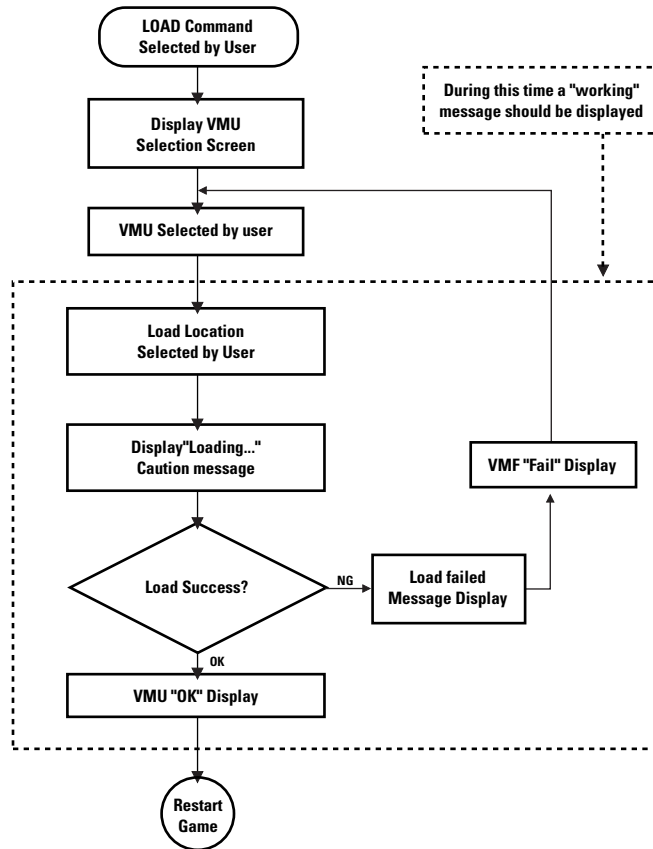 LOAD Command
Selected by User
During this time a "working"
message should be displayed
Display VMU
Selection Screen
VMU Selected by user
Load Location
Selected by User
Display"Loading..."
Caution message
VMF "Fail" Display
Load Success?
NG
Load failed
Message Display
OK
VMU "OK" Display
Restart
Game